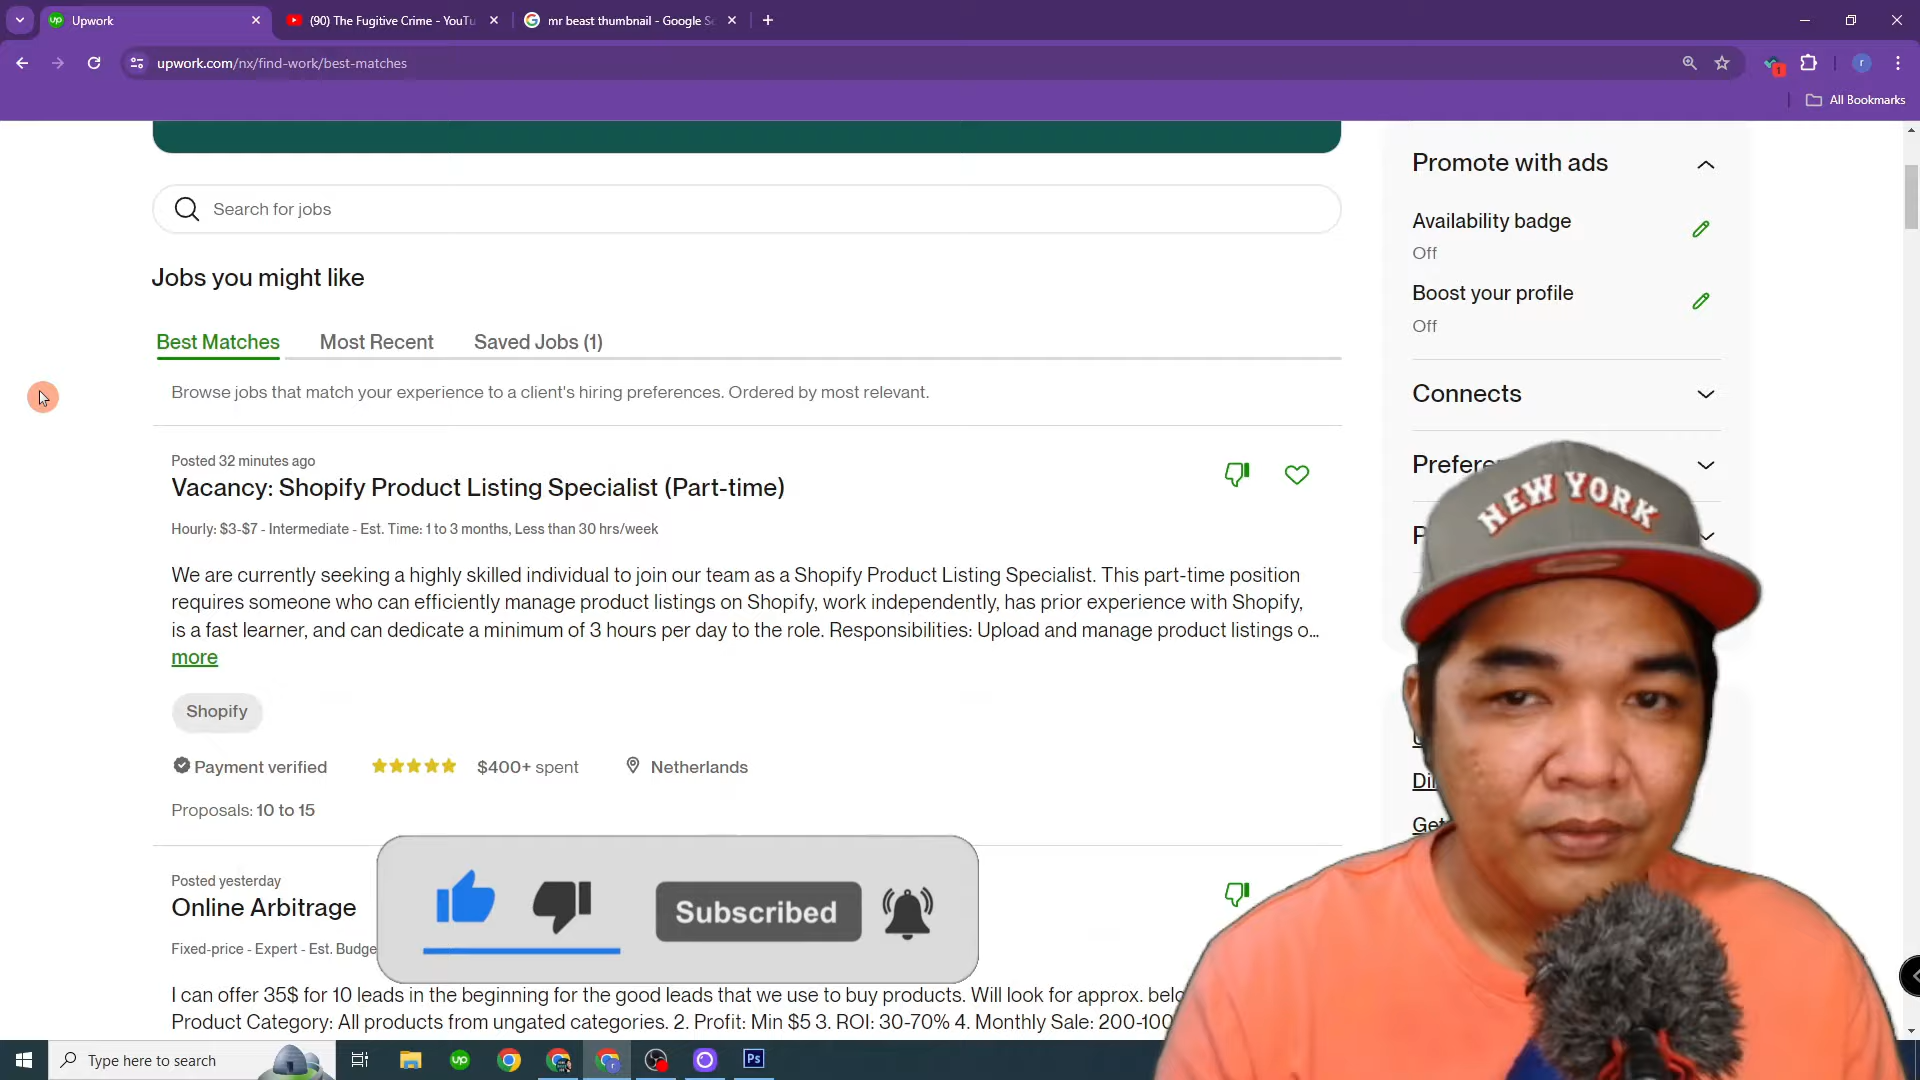 up Upwork
(90) The Fugitive Crime - YouTu
mr beast thumbnail - Google Se
upwork.com/nx/find-work/best-matches
1
r
All Bookmarks
Search for jobs
Jobs you might like
Best Matches
Most Recent
Saved Jobs (1)
Browse jobs that match your experience to a client's hiring preferences. Ordered by most relevant.
Posted 32 minutes ago
Vacancy: Shopify Product Listing Specialist (Part-time)
Hourly: $3-$7 - Intermediate - Est. Time: 1 to 3 months, Less than 30 hrs/week
We are currently seeking a highly skilled individual to join our team as a Shopify Product Listing Specialist. This part-time position
requires someone who can efficiently manage product listings on Shopify, work independently, has prior experience with Shopify,
is a fast learner, and can dedicate a minimum of 3 hours per day to the role. Responsibilities: Upload and manage product listings o...
more
Shopify
Payment verified
$400+ spent
Netherlands
Proposals: 10 to 15
Posted yesterday
Online Arbitrage
Fixed-price - Expert - Est. Budge
I can offer 35$ for 10 leads in the beginning for the good leads that we use to buy products. Will look for approx.
Product Category: All products from ungated categories. 2. Profit: Min $5 3. ROI: 30-70% 4. Monthly Sale: 200-100
Subscribed
Promote with ads
Availability badge
Off
Boost your profile
Off
Connects
Prefere
NEW YORK
Get
Type here to search
up
Ps